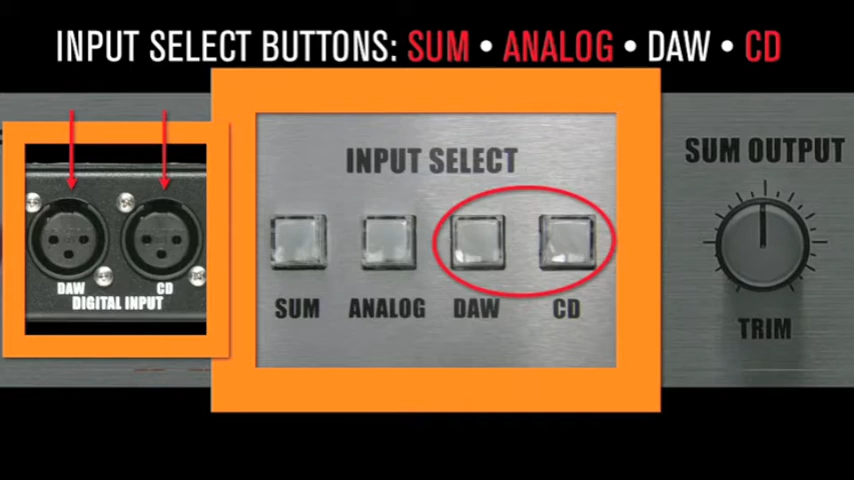 INPUT SELECT BUTTONS: SUM • ANALOG • DAW • CD
INPUT SELECT
SUM ANALOG DAW CD
DAW CD
DIGITAL INPUT
SUM OUTPUT
TRIM